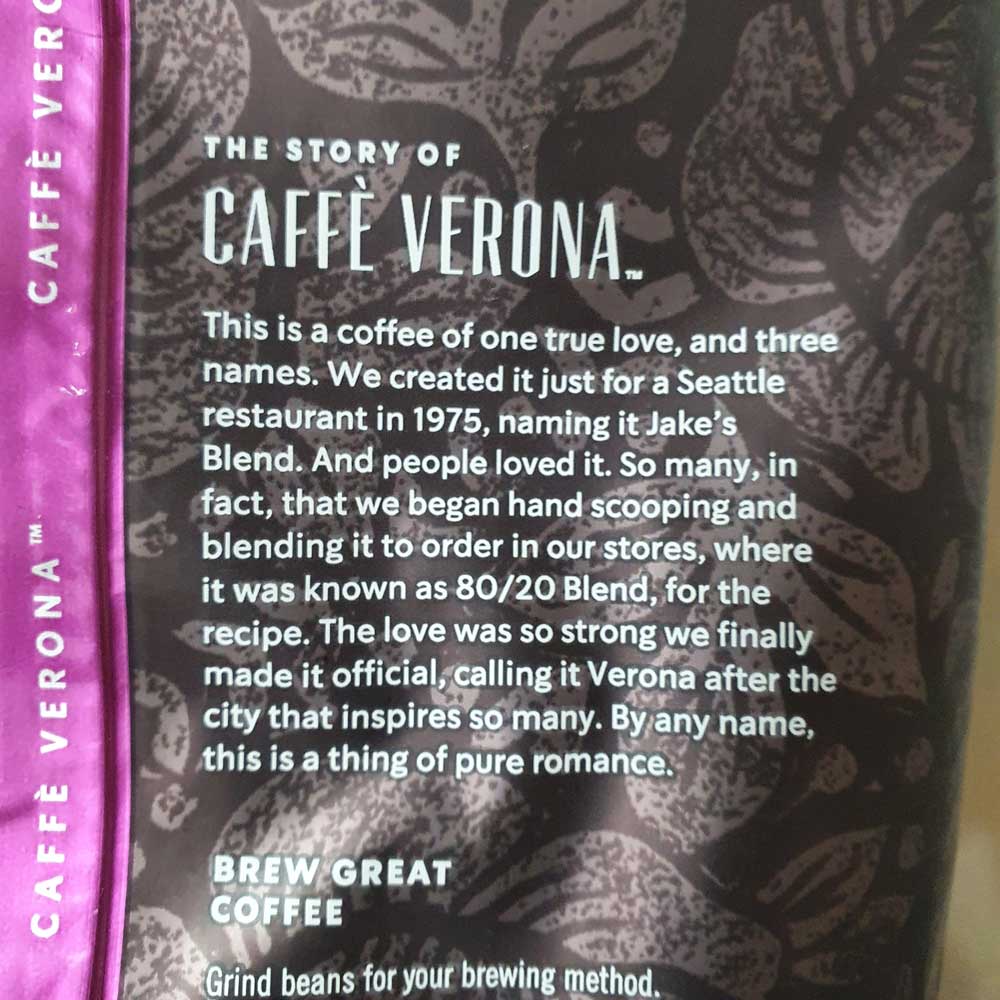 CAFFÈ VERO
CAFFÈ VERONA™
THE STORY OF
CAFFÈ VERONA™
This is a coffee of one true love, and three
names. We created it just for a Seattle
restaurant in 1975, naming it Jake's
Blend. And people loved it. So many, in
fact, that we began hand scooping and
blending it to order in our stores, where
it was known as 80/20 Blend, for the
recipe. The love was so strong we finally
made it official, calling it Verona after the
city that inspires so many. By any name,
this is a thing of pure romance.
BREW GREAT
COFFEE
Grind beans for your brewing method.